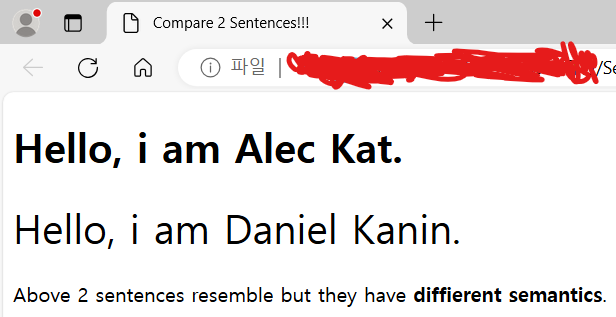 Compare 2 Sentences!!!
파일 | /Se
Hello, i am Alec Kat.
Hello, i am Daniel Kanin.
Above 2 sentences resemble but they have diffierent semantics.